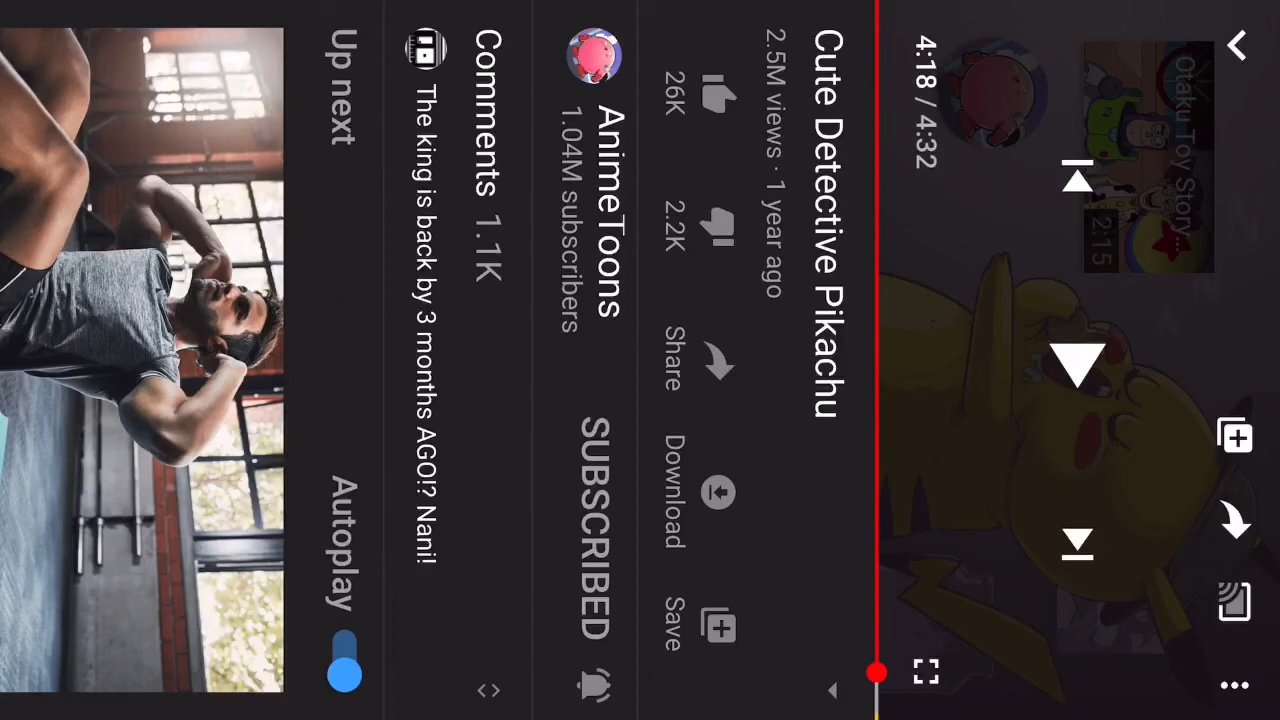 Otaku Toy Story...
2:15
4:18 / 4:32
Cute Detective Pikachu
2.5M views · 1 year ago
26K
2.2K
Share
Download
Save
AnimeToons
1.04M subscribers
SUBSCRIBED
Comments 1.1K
The king is back by 3 months AGO!? Nani!
Up next
Autoplay